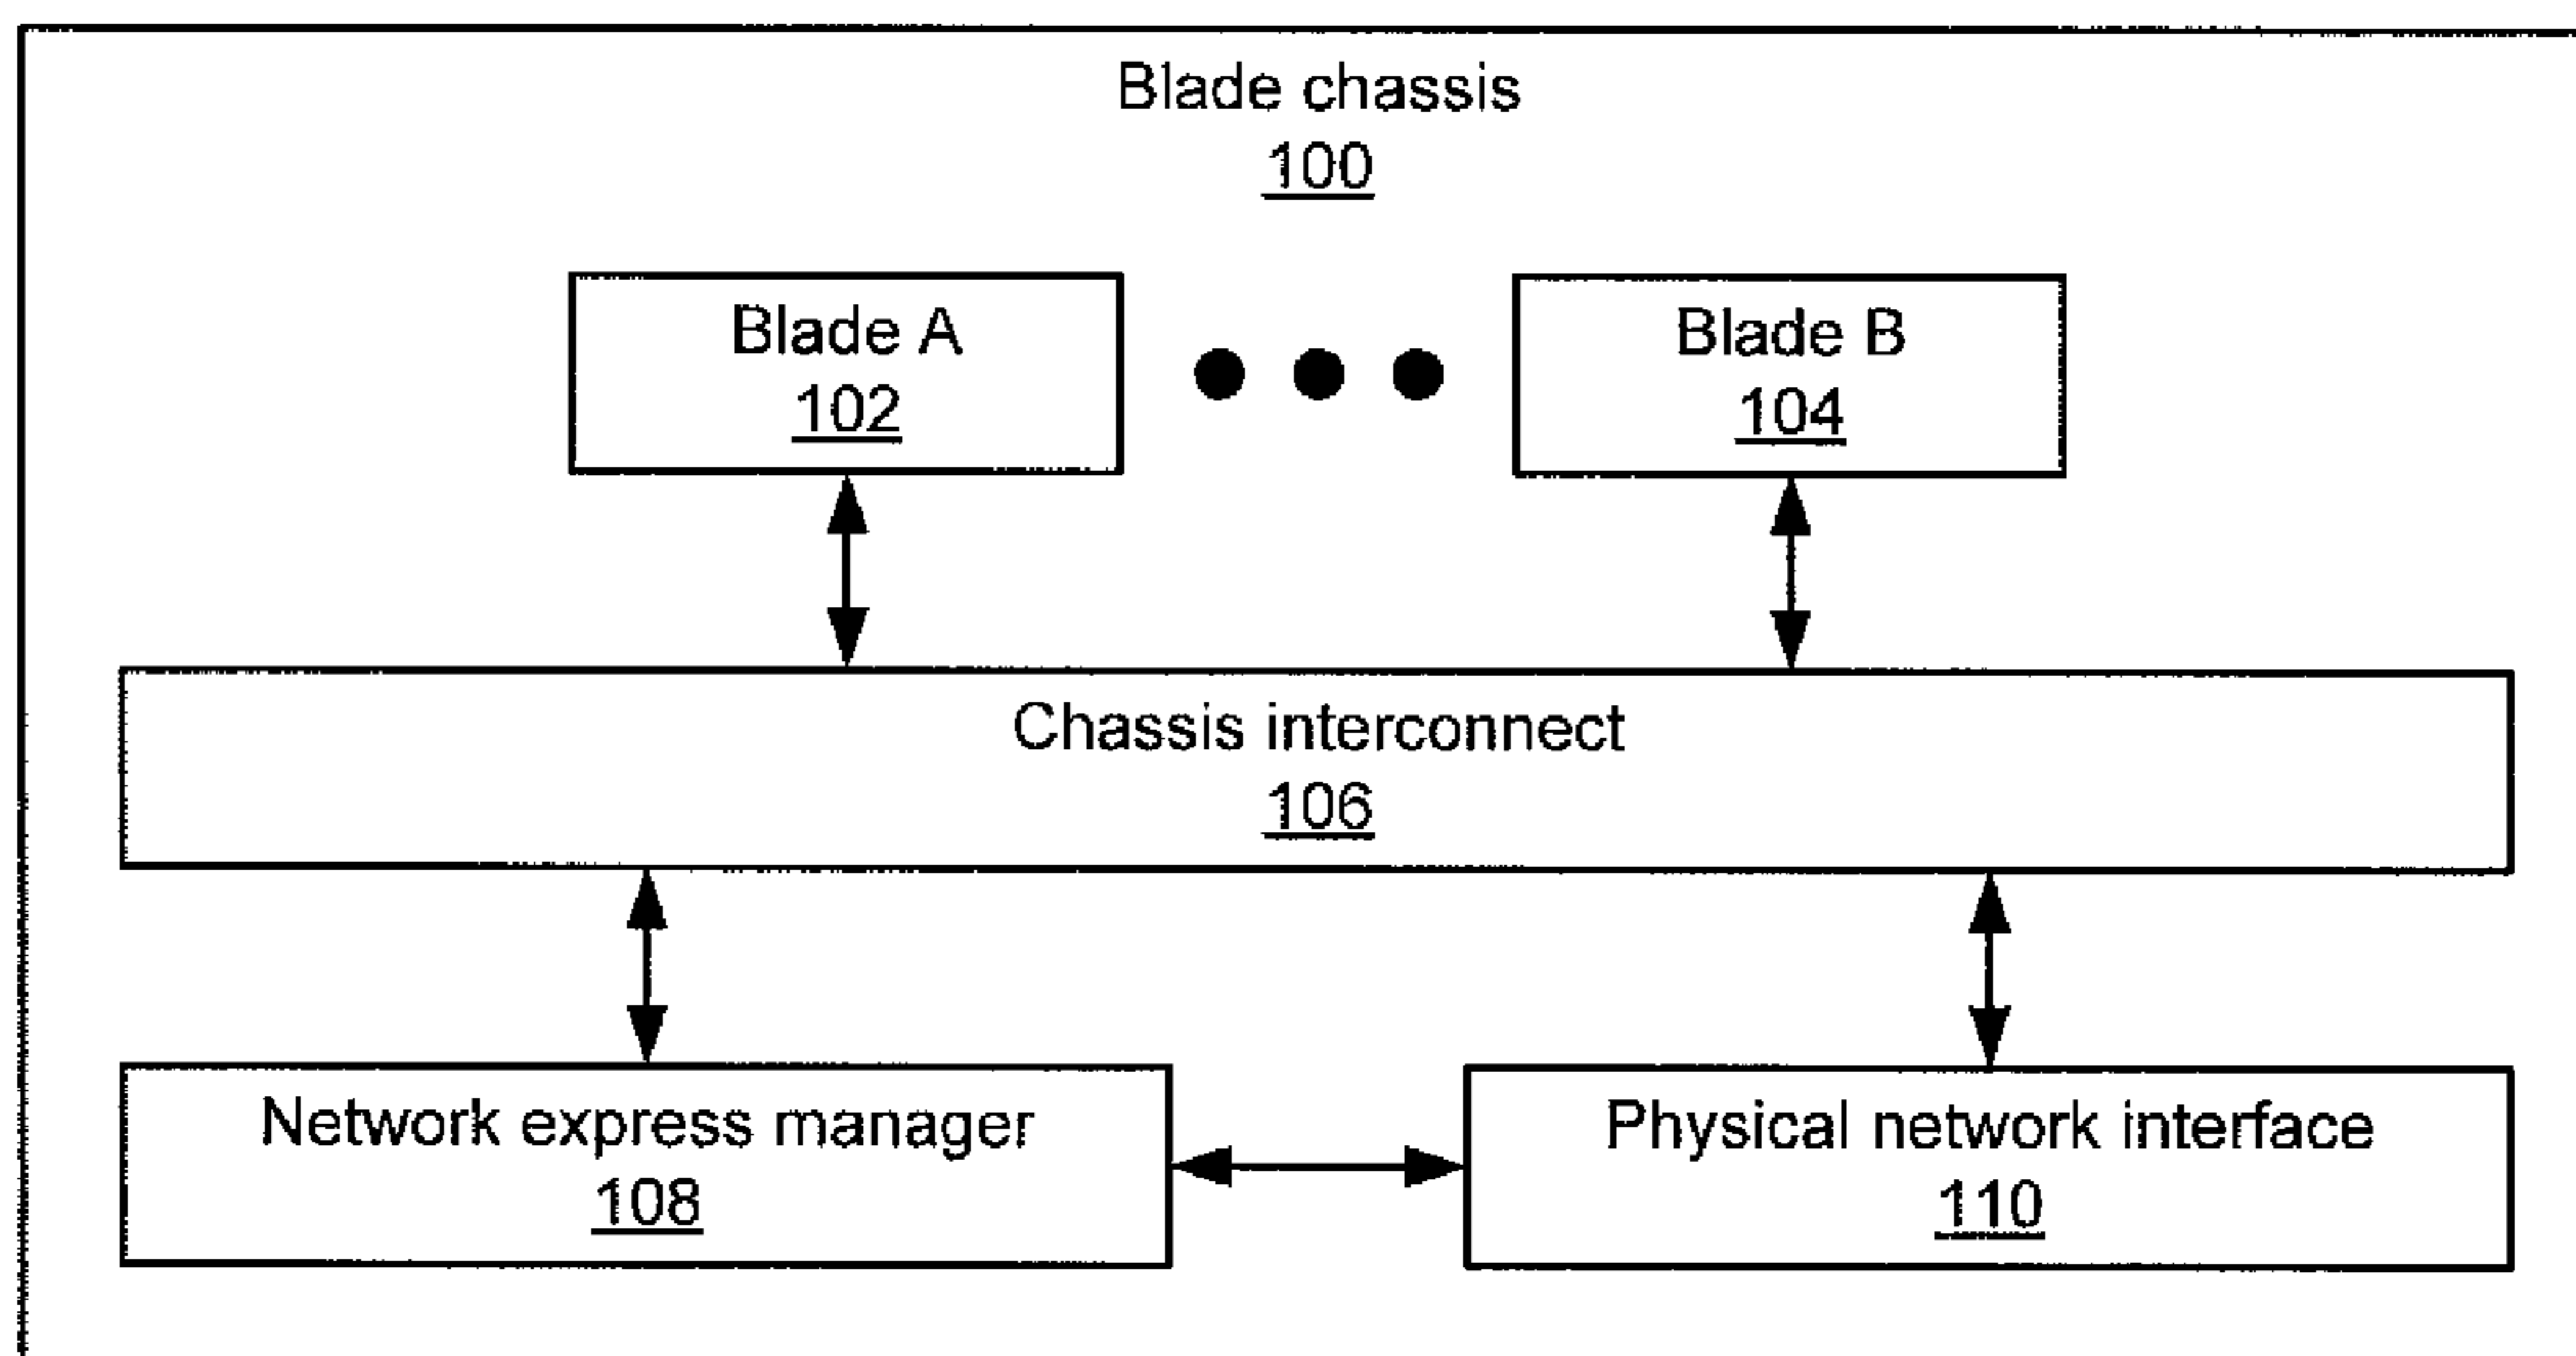 Blade chassis
100
Blade A
102
Blade B
104
Chassis interconnect
106
Network express manager
108
Physical network interface
110